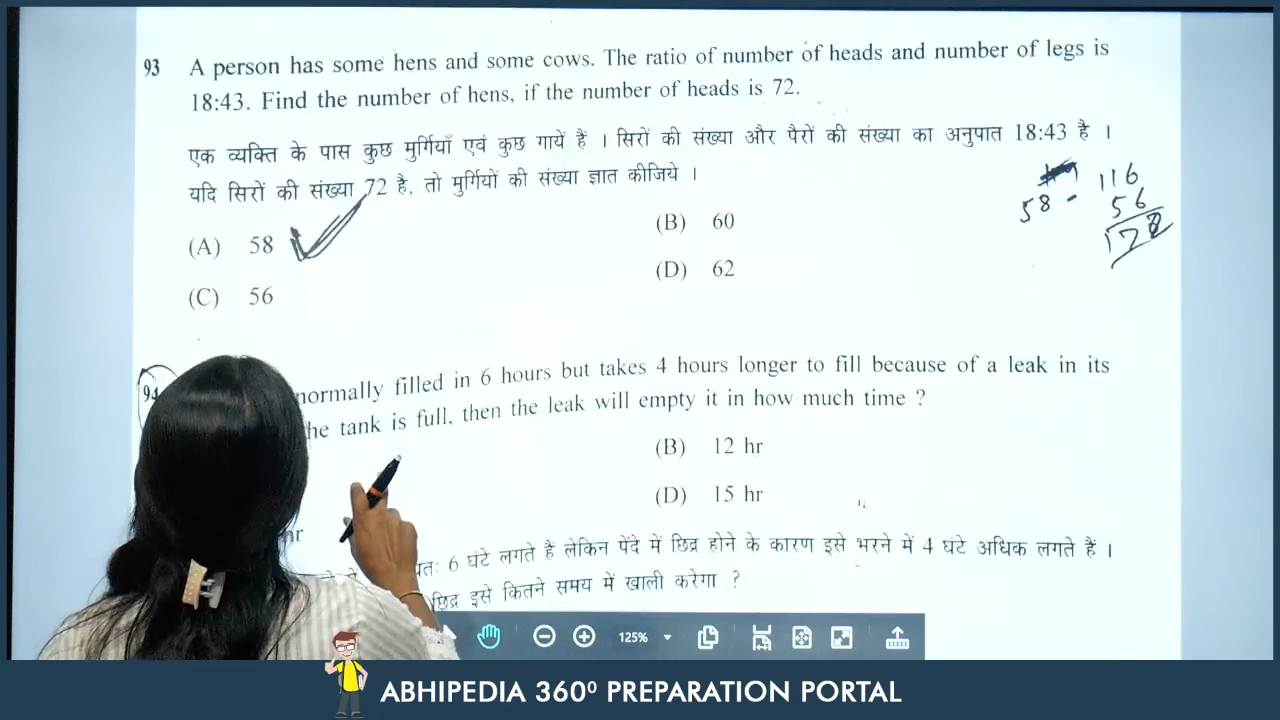 93 A person has some hens and some cows. The ratio of number of heads and number of legs is
18:43. Find the number of hens, if the number of heads is 72.
एक व्यक्ति के पास कुछ मुर्गियाँ एवं कुछ गायें हैं । सिरों की संख्या और पैरों की संख्या का अनुपात 18:43 है ।
यदि सिरों की संख्या 72 है, तो मुर्गियों की संख्या ज्ञात कीजिये ।
58 - 116
56
172
(A) 58
(B) 60
(C) 56
(D) 62
94 normally filled in 6 hours but takes 4 hours longer to fill because of a leak in its
the tank is full, then the leak will empty it in how much time ?
(B) 12 hr
(D) 15 hr
hr
6 घंटे लगते हैं लेकिन पेंदे में छिद्र होने के कारण इसे भरने में 4 घंटे अधिक लगते हैं ।
छिद्र इसे कितने समय में खाली करेगा ?
125%
ABHIPEDIA 360⁰ PREPARATION PORTAL